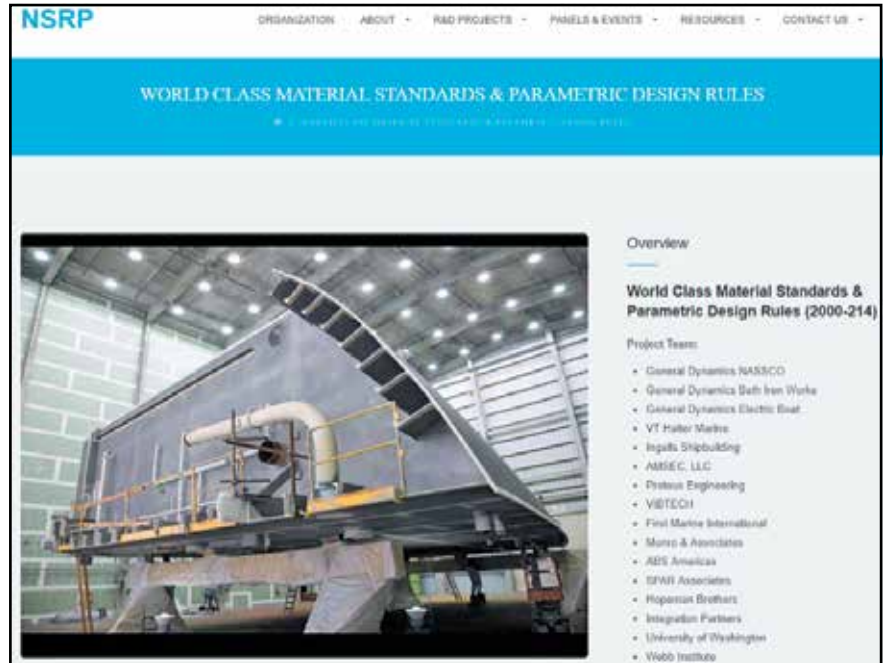 NSRP
ORGANIZATION ABOUT R&D PROJECTS PANELS & EVENTS RESOURCES CONTACT US
WORLD CLASS MATERIAL STANDARDS & PARAMETRIC DESIGN RULES
Overview
World Class Material Standards &
Parametric Design Rules (2000-214)
Project Team:
General Dynamics NASSCO
General Dynamics Bath Iron Works
General Dynamics Electric Boat
VT Halter Marine
Ingalls Shipbuilding
AMSEC, LLC
Proteus Engineering
VIBTECH
First Marine International
Munro & Associates
ABS Americas
SPAR Associates
Hopeman Brothers
Integration Partners
University of Washington
Webb Institute